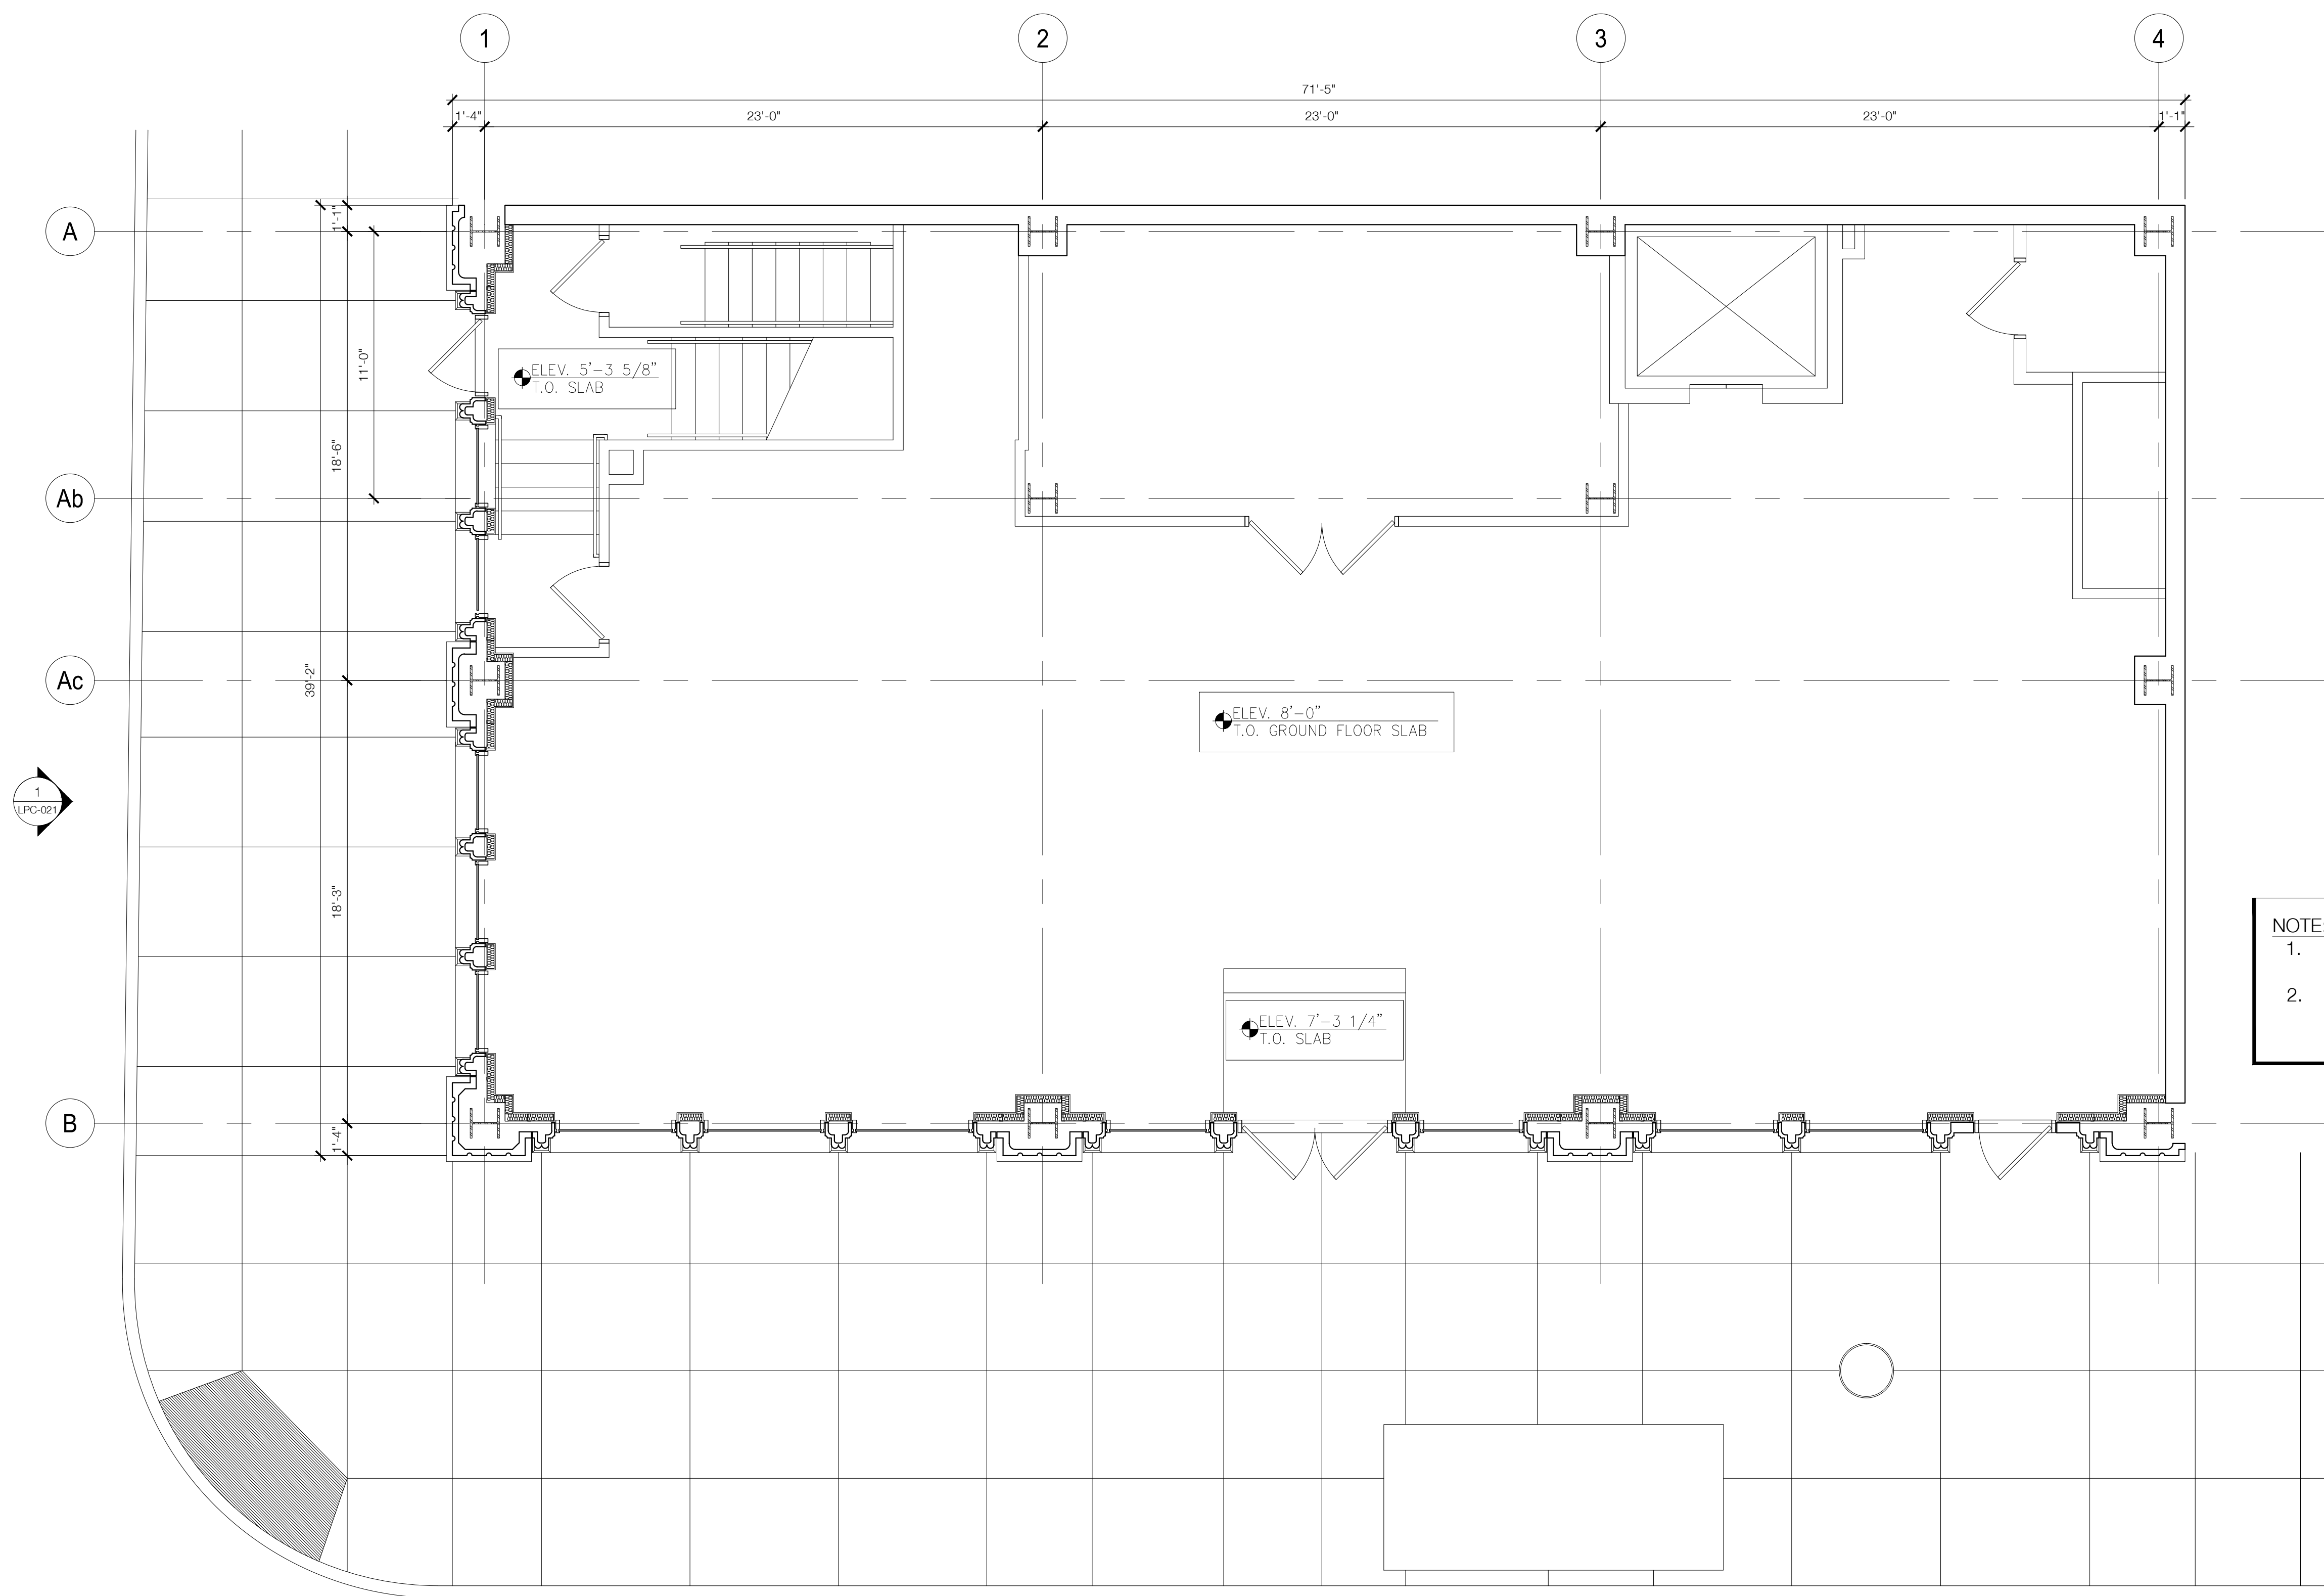 1
2
3
4
71'-5"
1'-4"
23'-0"
23'-0"
23'-0"
1'-1"
A
1'-1"
11'-0"
ELEV. 5'-3 5/8"
T.O. SLAB
18'-6"
Ab
39'-2"
Ac
ELEV. 8'-0"
T.O. GROUND FLOOR SLAB
1
LPC-021
18'-3"
NOTE
1.
2.
ELEV. 7'-3 1/4"
T.O. SLAB
B
1'-4"